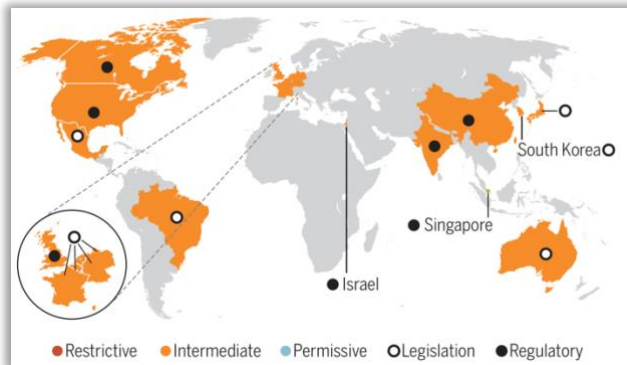 South Korea
Singapore
Israel
Restrictive Intermediate Permissive Legislation Regulatory